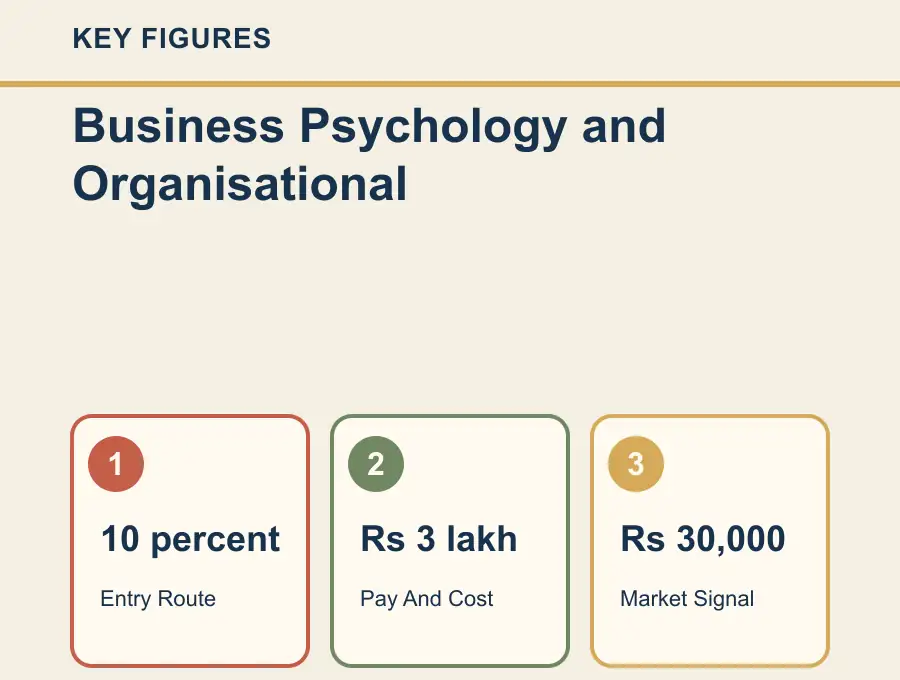 KEY FIGURES
Business Psychology and
Organisational
1
10 percent
Entry Route
2
Rs 3 lakh
Pay And Cost
3
Rs 30,000
Market Signal